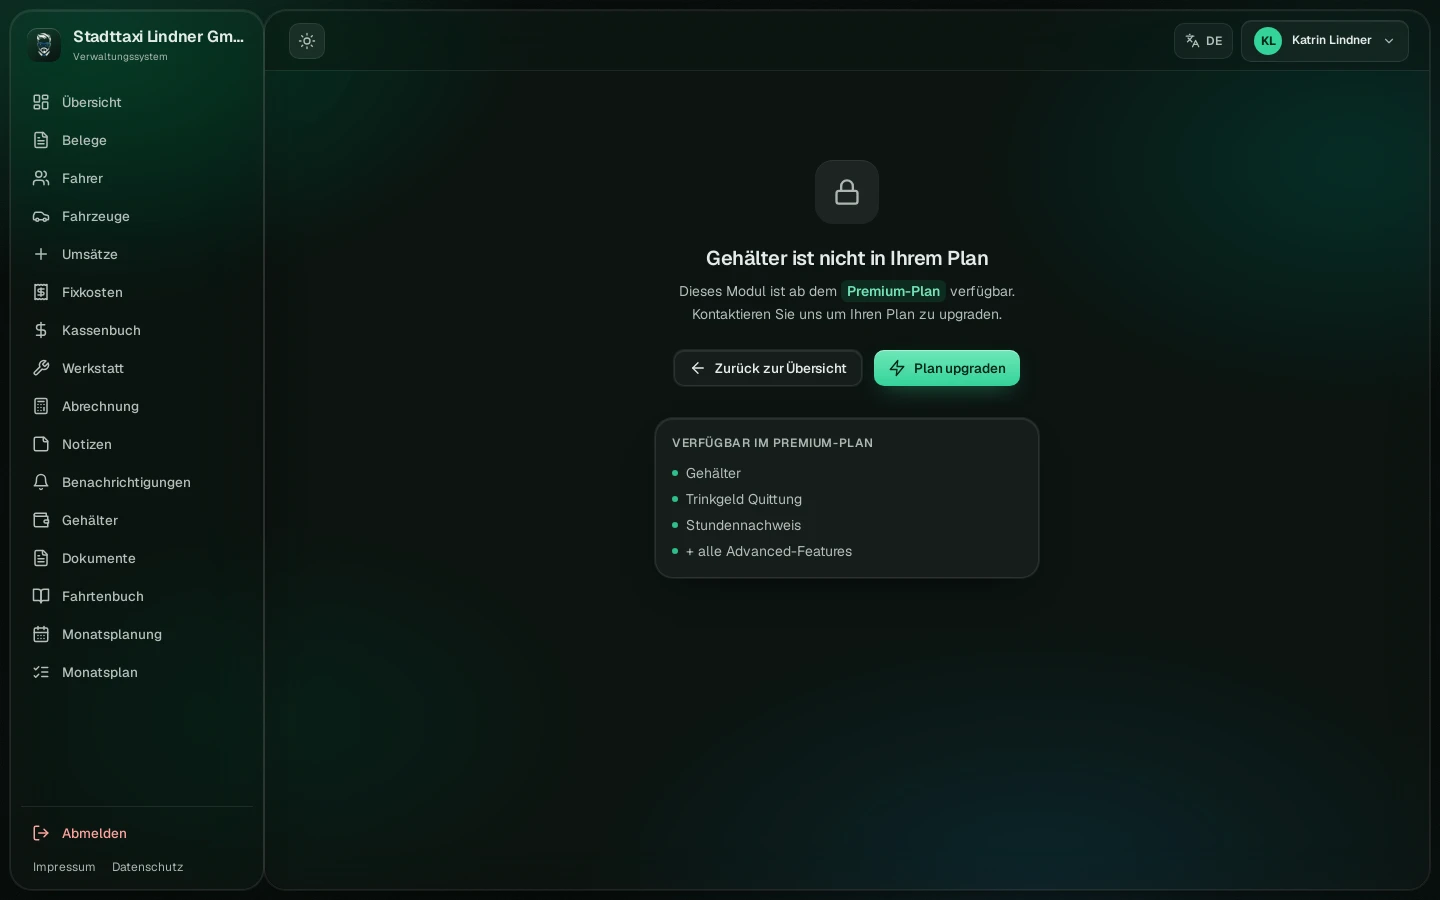 Stadttaxi Lindner Gm...
Verwaltungssystem
Übersicht
Belege
Fahrer
Fahrzeuge
Umsätze
Fixkosten
Kassenbuch
Werkstatt
Abrechnung
Notizen
Benachrichtigungen
Gehälter
Dokumente
Fahrtenbuch
Monatsplanung
Monatsplan
Abmelden
Impressum Datenschutz
DE
KL Katrin Lindner
Gehälter ist nicht in Ihrem Plan
Dieses Modul ist ab dem Premium-Plan verfügbar.
Kontaktieren Sie uns um Ihren Plan zu upgraden.
Zurück zur Übersicht
Plan upgraden
VERFÜGBAR IM PREMIUM-PLAN
Gehälter
Trinkgeld Quittung
Stundennachweis
+ alle Advanced-Features